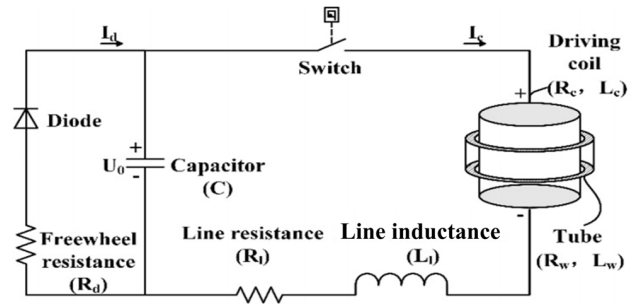 I_d
I_c
Switch
Driving
coil
(R_c, L_c)
+
Diode
+
U_0
-
Capacitor
(C)
Freewheel
resistance
(R_d)
Line resistance
(R_l)
Line inductance
(L_l)
-
Tube
(R_w, L_w)